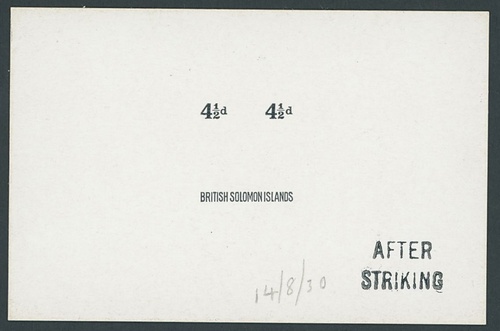 4½d 4½d
BRITISH SOLOMON ISLANDS
AFTER
STRIKING
14/8/30